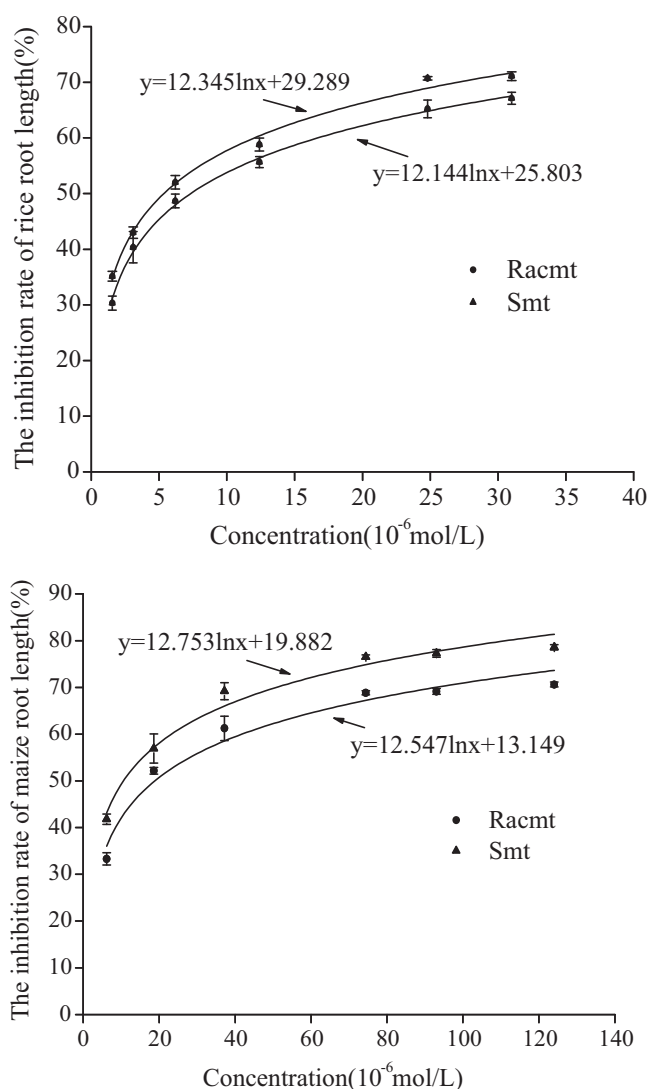 The inhibition rate of rice root length(%)
80
70
60
50
40
30
20
10
0
y=12.345lnx+29.289
y=12.144lnx+25.803
Racmt
Smt
0 5 10 15 20 25 30 35 40
Concentration(10⁻⁶mol/L)
The inhibition rate of maize root length(%)
90
80
70
60
50
40
30
20
10
0
y=12.753lnx+19.882
y=12.547lnx+13.149
Racmt
Smt
0 20 40 60 80 100 120 140
Concentration(10⁻⁶mol/L)